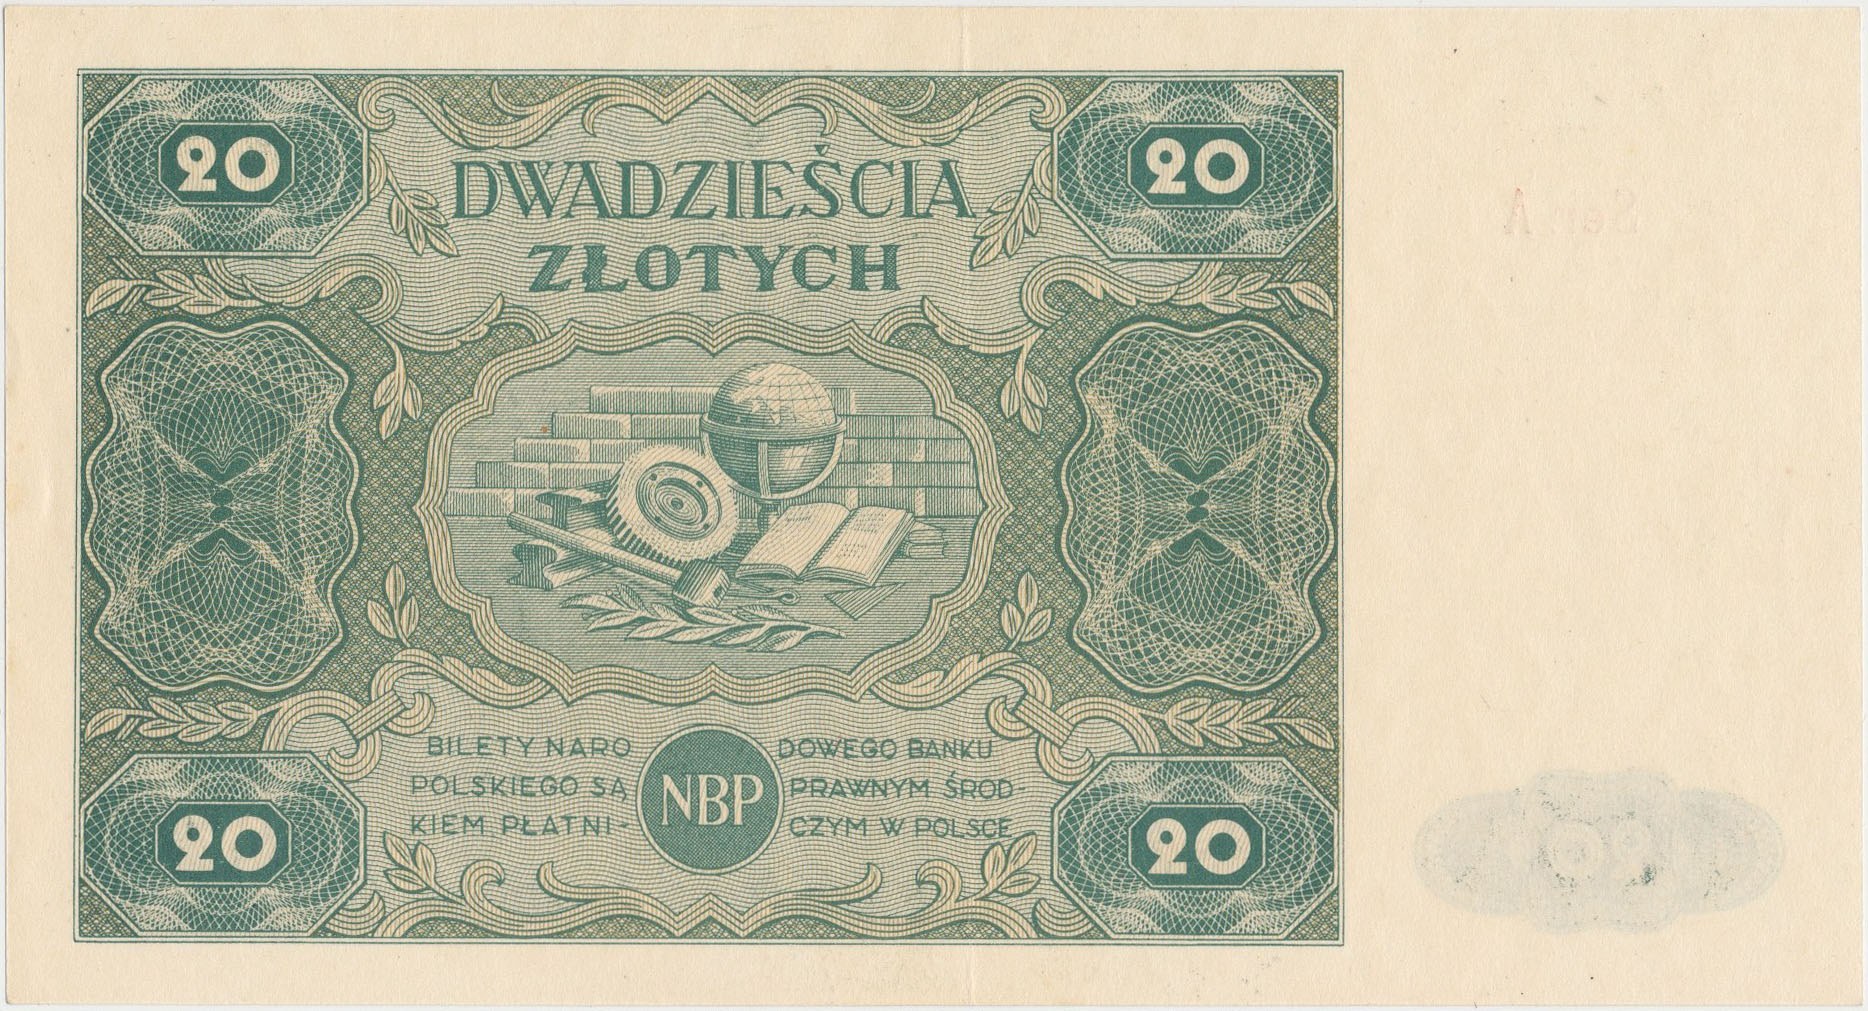 20 20
DWADZIEŚCIA
ZŁOTYCH
Ser. A
BILETY NARO DOWEGO BANKU
POLSKIEGO SĄ NBP PRAWNYM ŚROD-
KIEM PŁATNI- CZYM W POLSCE
20 20